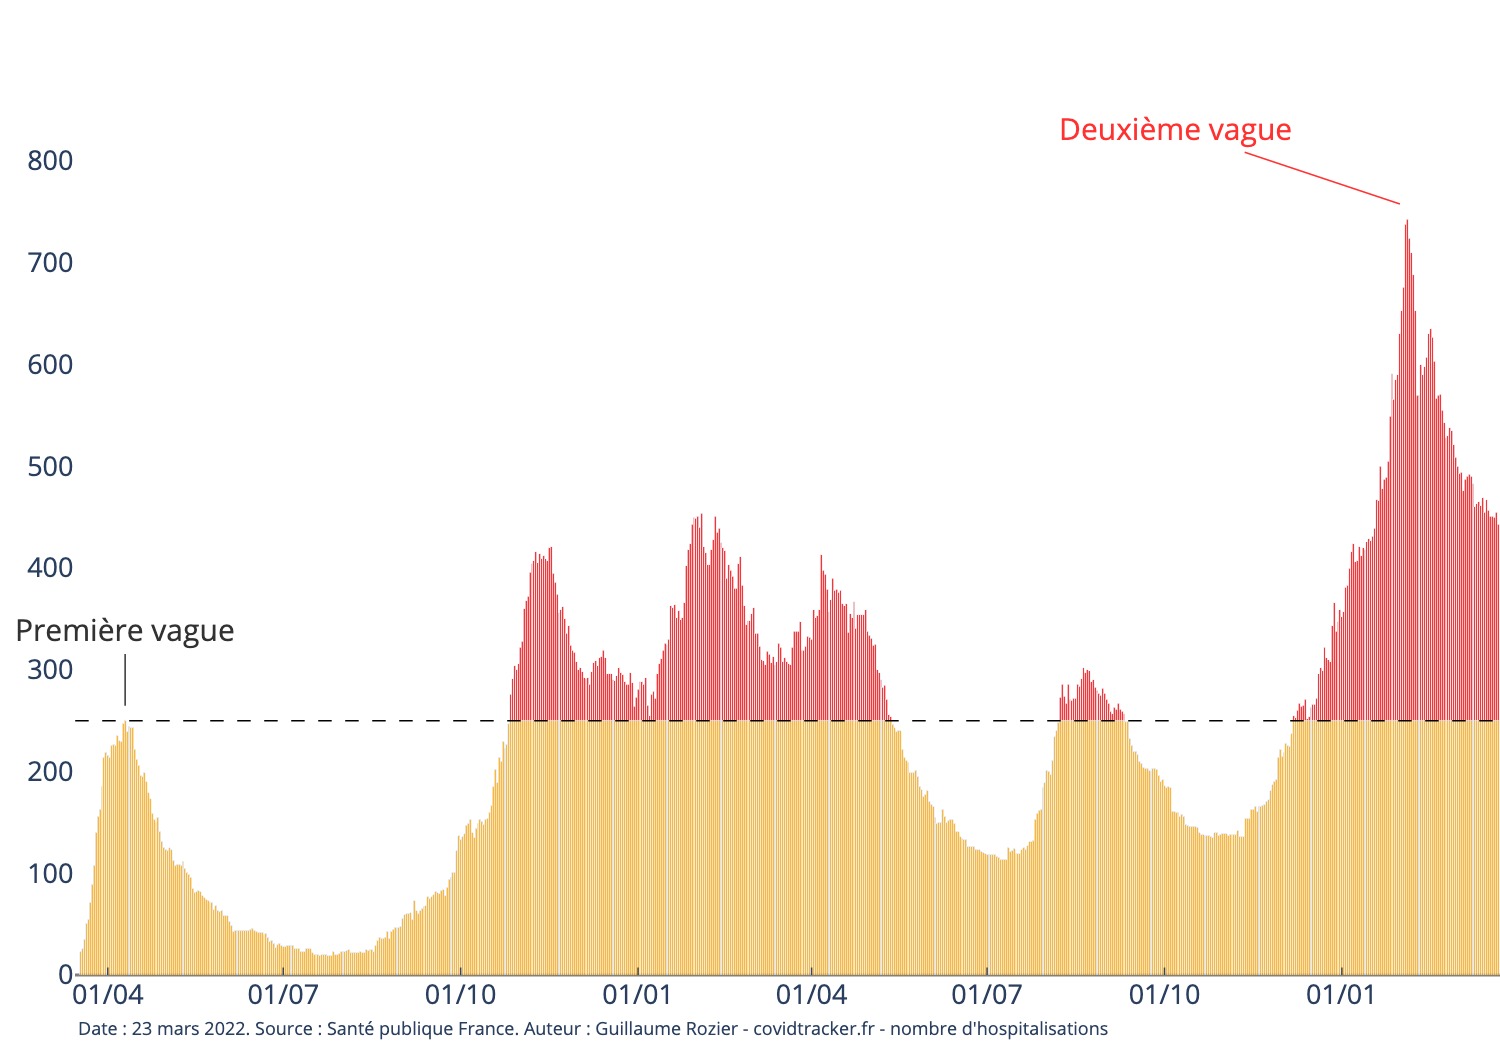 Deuxième vague
800
700
600
500
400
Première vague
300
200
100
0
01/04 01/07 01/10 01/01 01/04 01/07 01/10 01/01
Date : 23 mars 2022. Source : Santé publique France. Auteur : Guillaume Rozier - covidtracker.fr - nombre d'hospitalisations